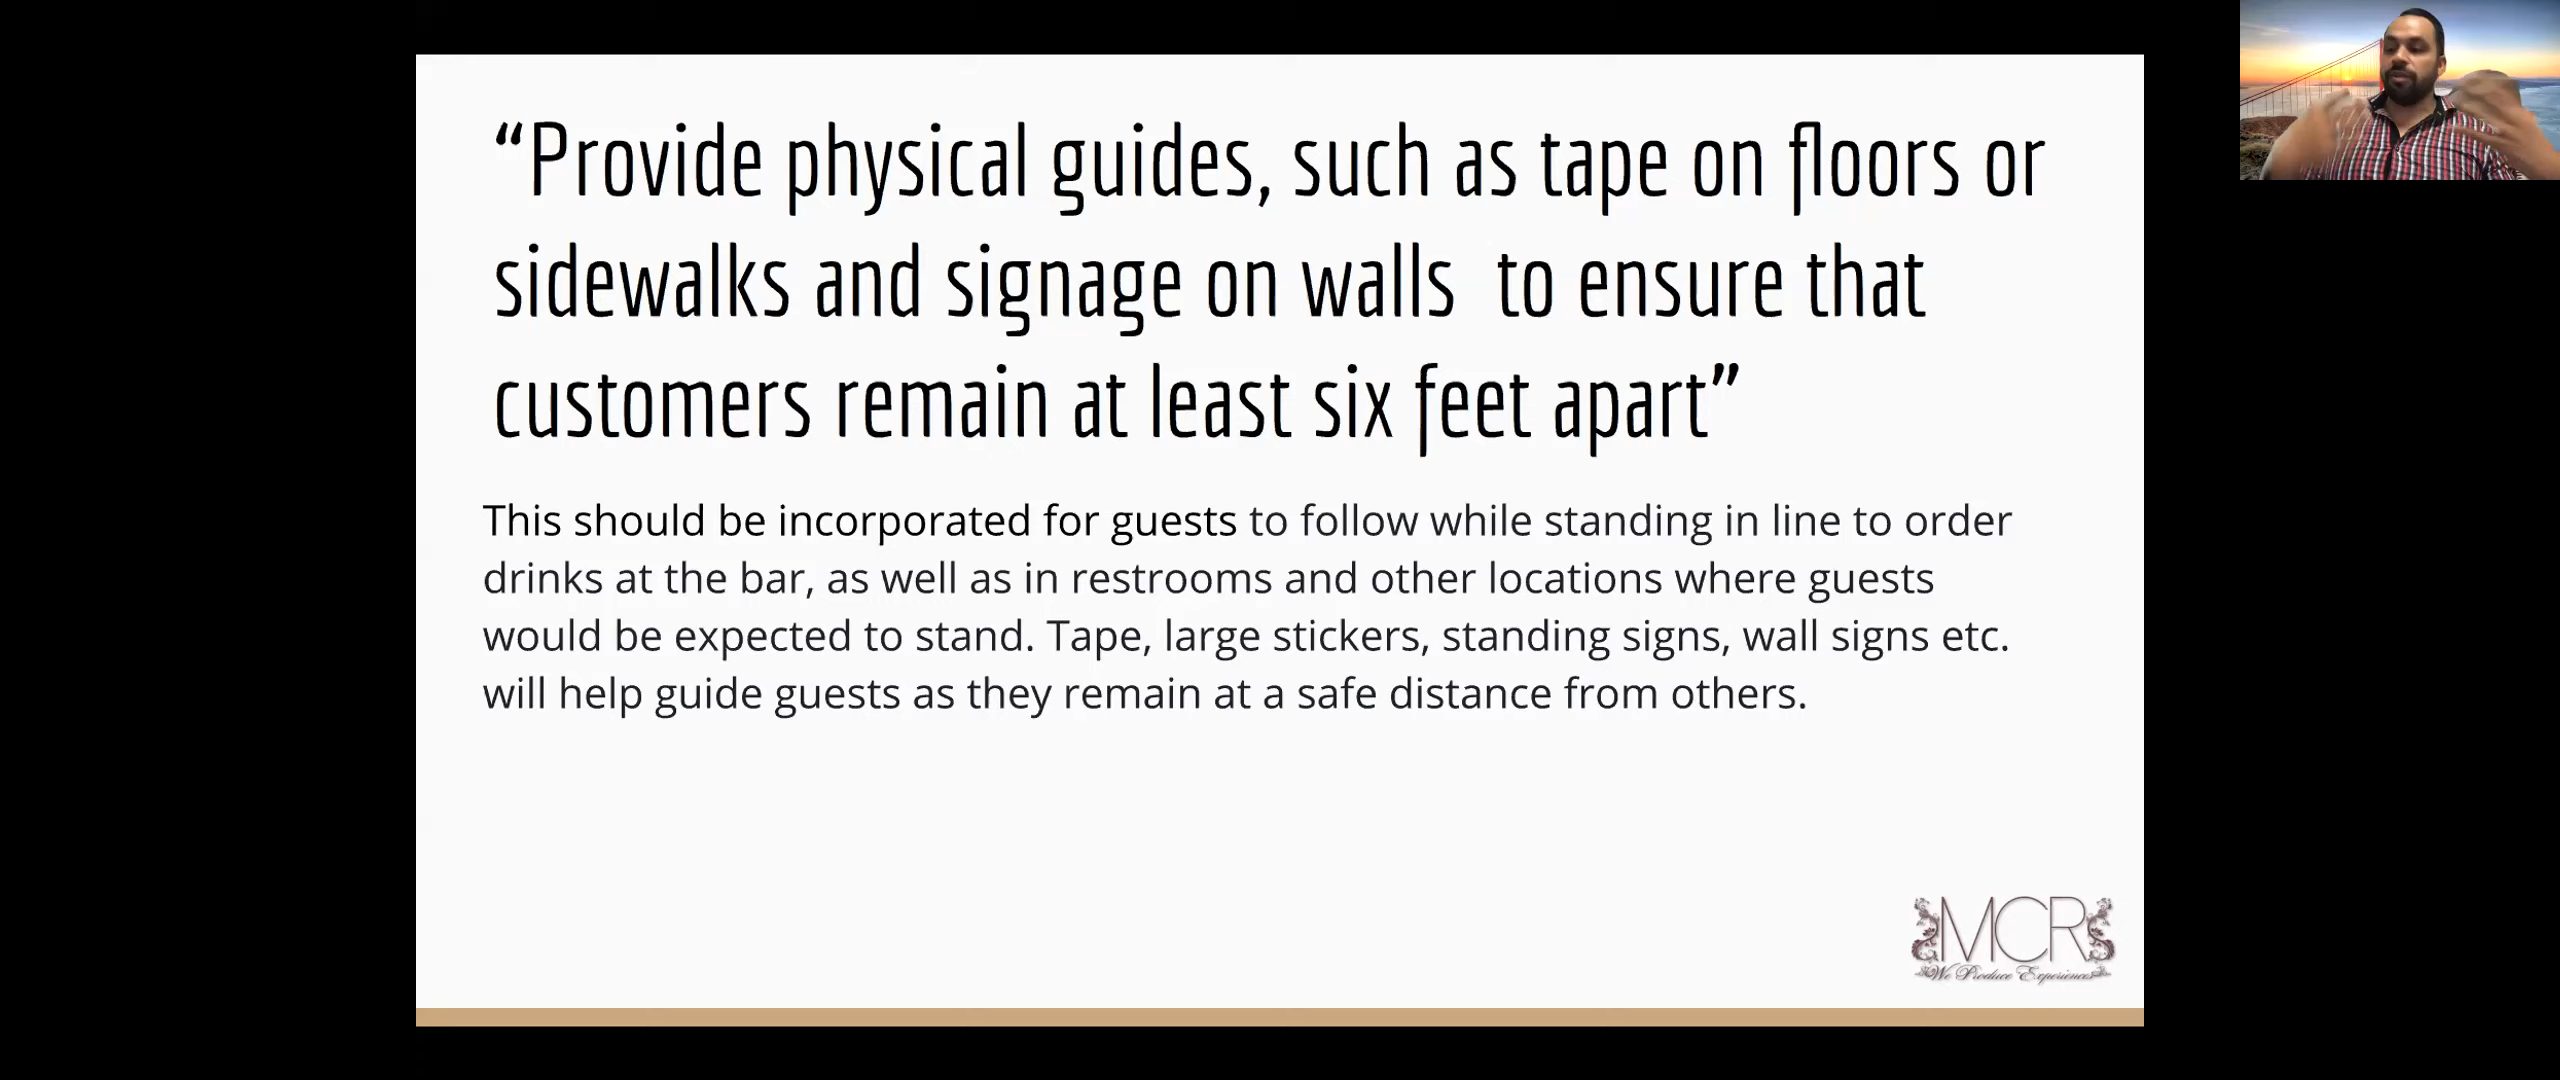 “Provide physical guides, such as tape on floors or
sidewalks and signage on walls  to ensure that
customers remain at least six feet apart”
This should be incorporated for guests to follow while standing in line to order
drinks at the bar, as well as in restrooms and other locations where guests
would be expected to stand. Tape, large stickers, standing signs, wall signs etc.
will help guide guests as they remain at a safe distance from others.
MCR
We Produce Experiences